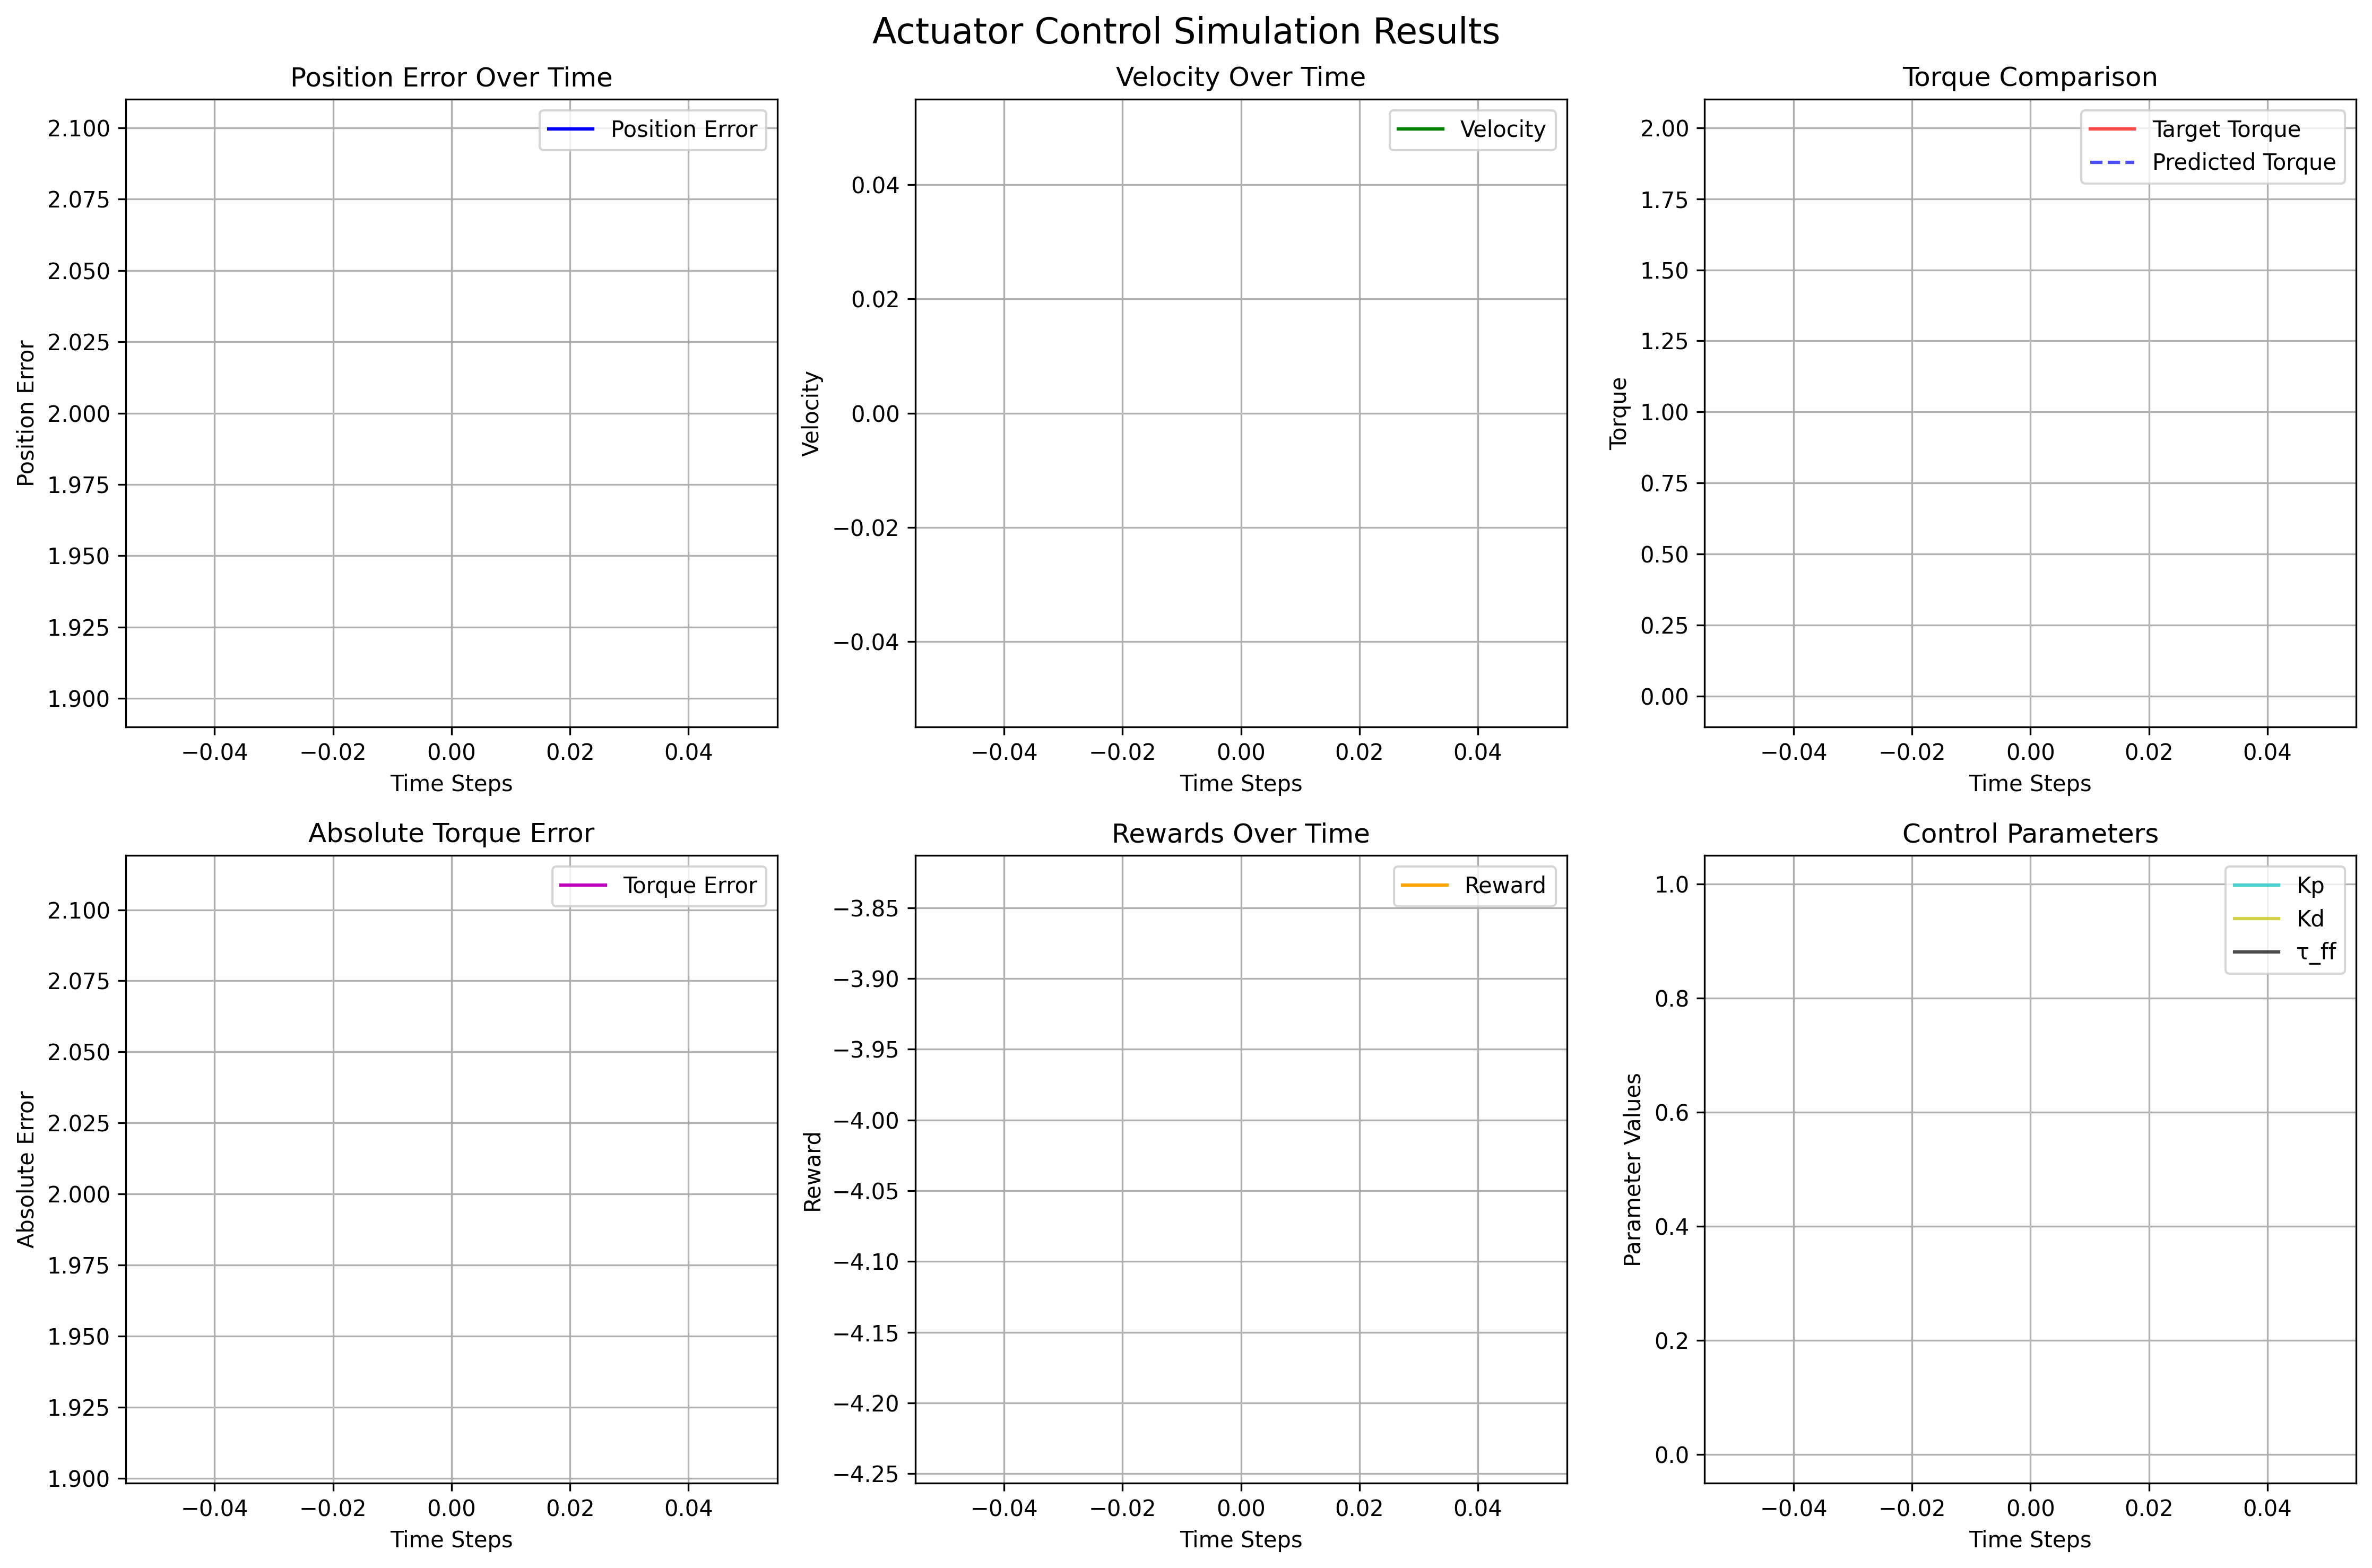 Actuator Control Simulation Results
Position Error Over Time
Position Error
2.100
2.075
2.050
2.025
2.000
1.975
1.950
1.925
1.900
Position Error
−0.04 −0.02 0.00 0.02 0.04
Time Steps
Velocity Over Time
Velocity
0.04
0.02
0.00
−0.02
−0.04
Velocity
−0.04 −0.02 0.00 0.02 0.04
Time Steps
Torque Comparison
Target Torque
Predicted Torque
2.00
1.75
1.50
1.25
1.00
0.75
0.50
0.25
0.00
Torque
−0.04 −0.02 0.00 0.02 0.04
Time Steps
Absolute Torque Error
Torque Error
2.100
2.075
2.050
2.025
2.000
1.975
1.950
1.925
1.900
Absolute Error
−0.04 −0.02 0.00 0.02 0.04
Time Steps
Rewards Over Time
Reward
−3.85
−3.90
−3.95
−4.00
−4.05
−4.10
−4.15
−4.20
−4.25
Reward
−0.04 −0.02 0.00 0.02 0.04
Time Steps
Control Parameters
Kp
Kd
τ_ff
1.0
0.8
0.6
0.4
0.2
0.0
Parameter Values
−0.04 −0.02 0.00 0.02 0.04
Time Steps